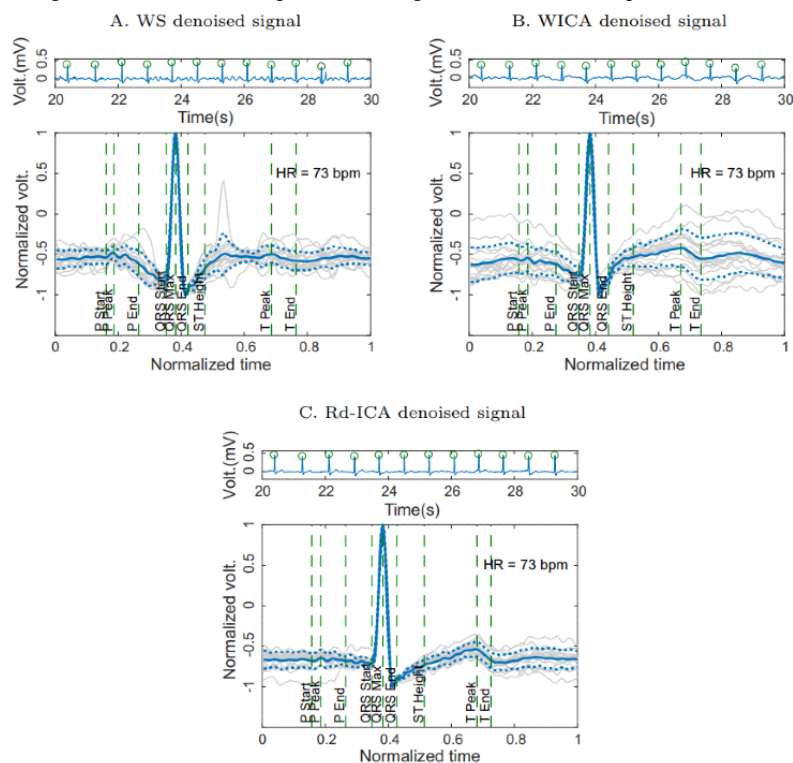 A. WS denoised signal
Volt.(mV)
0.5
0
20 22 24 26 28 30
Time(s)
Normalized volt.
1
0.5
0
-0.5
-1
HR = 73 bpm
P Start
P Peak
P End
QRS Start
QRS Max
QRS End
ST Height
T Peak
T End
0 0.2 0.4 0.6 0.8 1
Normalized time
B. WICA denoised signal
Volt.(mV)
0.5
0
20 22 24 26 28 30
Time(s)
Normalized volt.
1
0.5
0
-0.5
-1
HR = 73 bpm
P Start
P Peak
P End
QRS Start
QRS Max
QRS End
ST Height
T Peak
T End
0 0.2 0.4 0.6 0.8 1
Normalized time
C. Rd-ICA denoised signal
Volt.(mV)
0.5
0
20 22 24 26 28 30
Time(s)
Normalized volt.
1
0.5
0
-0.5
-1
HR = 73 bpm
P Start
P Peak
P End
QRS Start
QRS Max
QRS End
ST Height
T Peak
T End
0 0.2 0.4 0.6 0.8 1
Normalized time